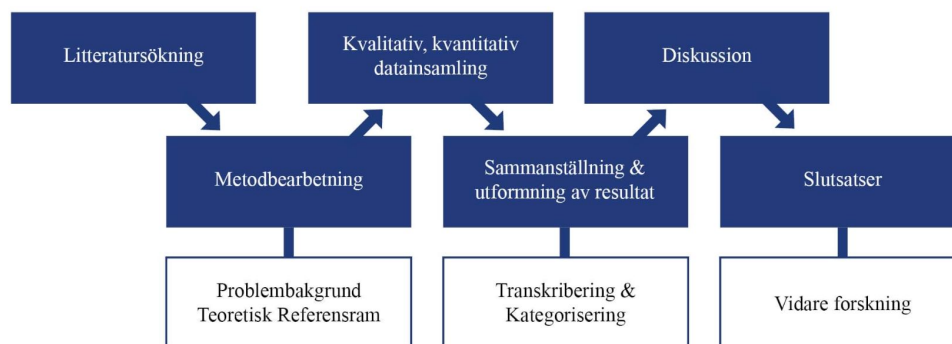 Litteratursökning
Kvalitativ, kvantitativ
datainsamling
Diskussion
Metodbearbetning
Sammanställning &
utformning av resultat
Slutsatser
Problembakgrund
Teoretisk Referensram
Transkribering &
Kategorisering
Vidare forskning